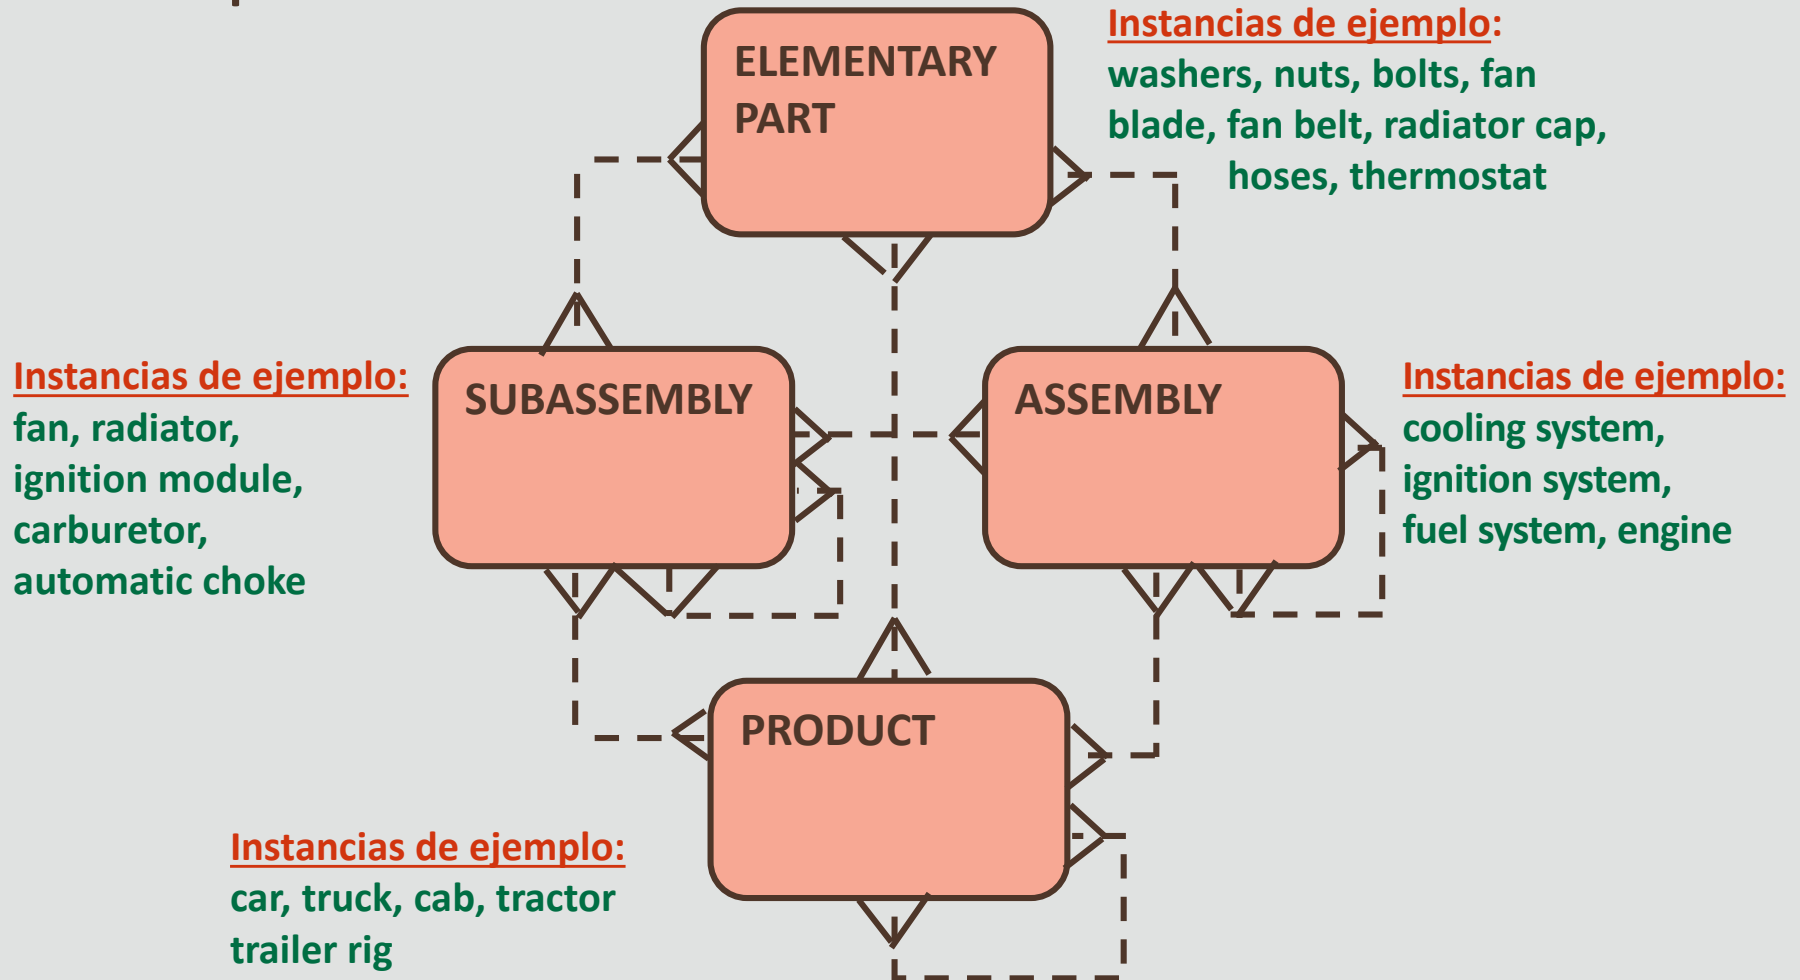 ELEMENTARY
PART
Instancias de ejemplo:
washers, nuts, bolts, fan
blade, fan belt, radiator cap,
hoses, thermostat
Instancias de ejemplo:
fan, radiator,
ignition module,
carburetor,
automatic choke
SUBASSEMBLY
ASSEMBLY
Instancias de ejemplo:
cooling system,
ignition system,
fuel system, engine
PRODUCT
Instancias de ejemplo:
car, truck, cab, tractor
trailer rig